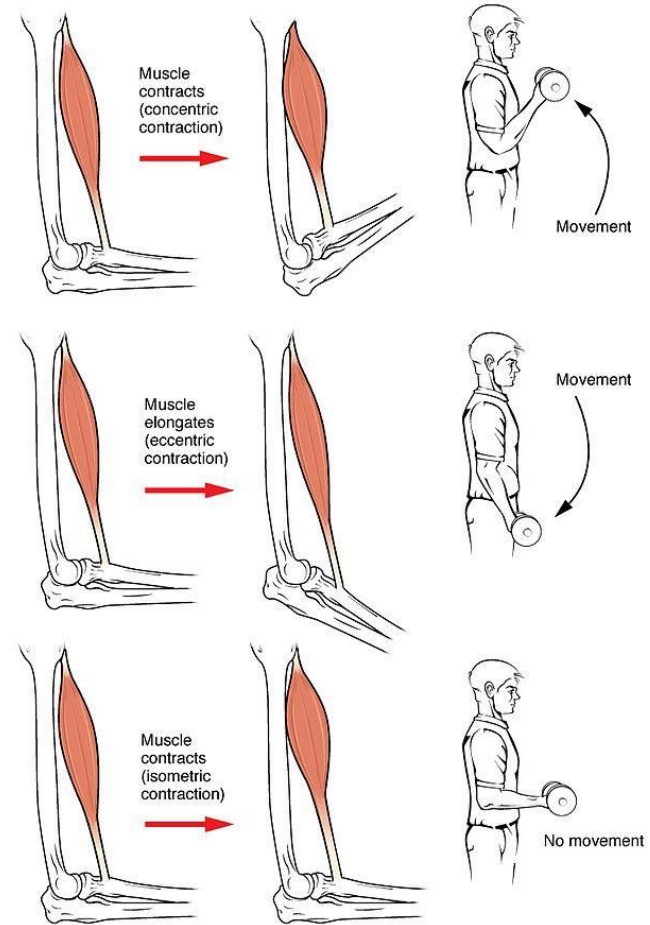 Muscle
contracts
(concentric
contraction)
Movement
Muscle
elongates
(eccentric
contraction)
Movement
Muscle
contracts
(isometric
contraction)
No movement